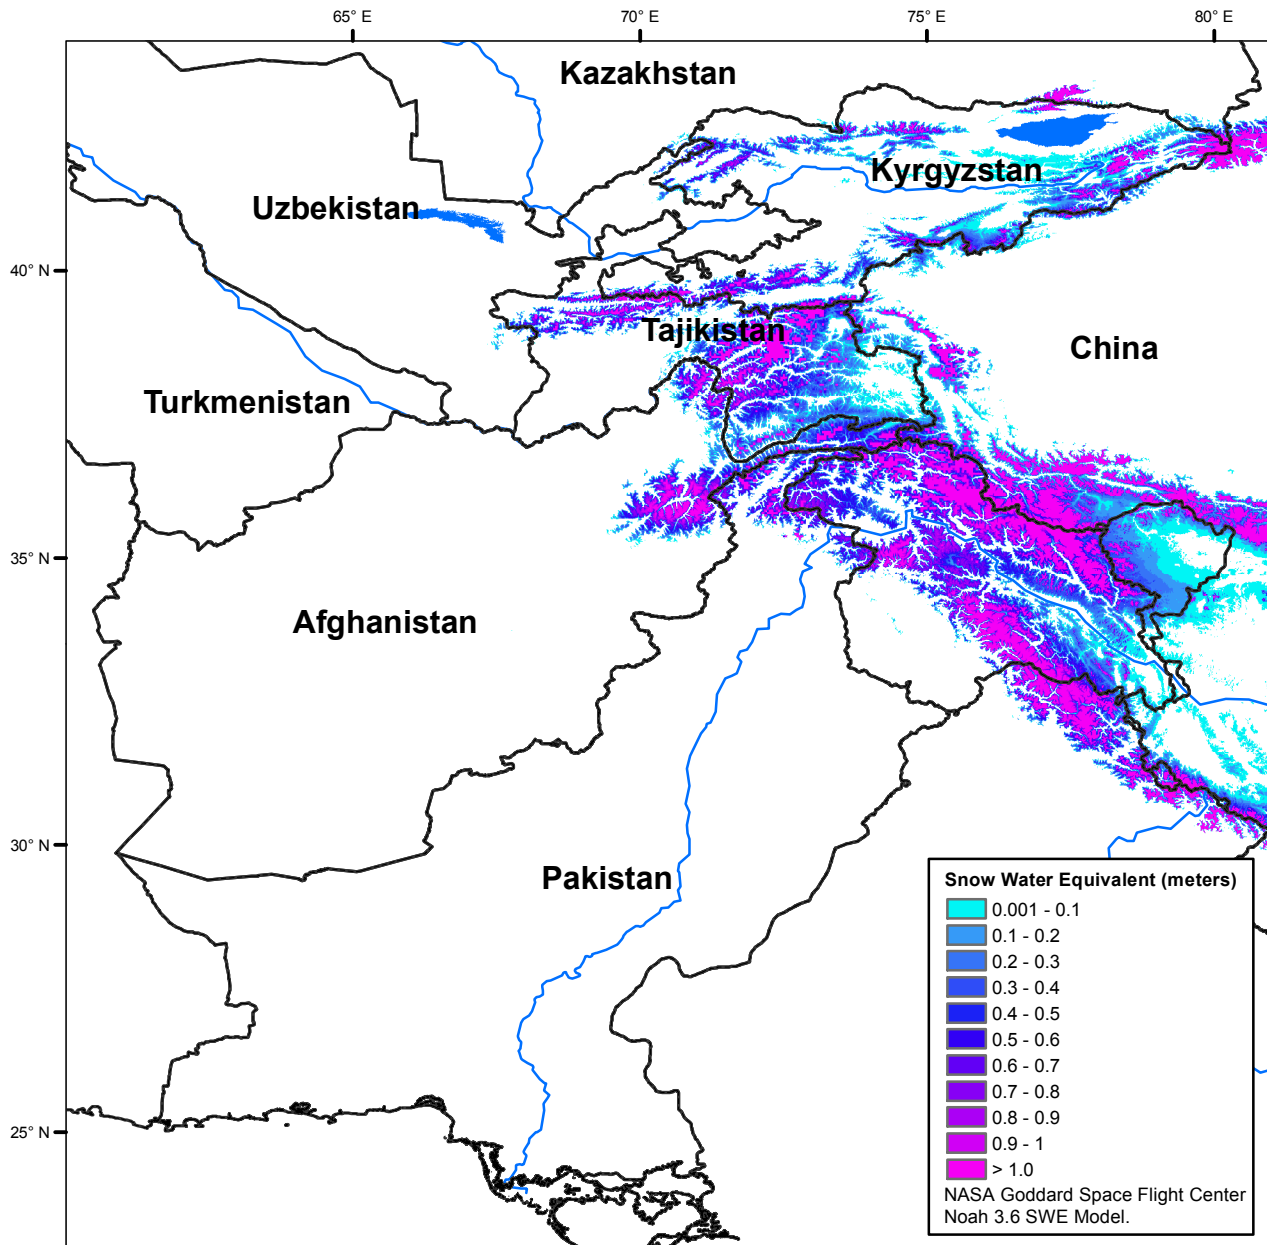 65° E
70° E
75° E
80° E
Kazakhstan
Kyrgyzstan
Uzbekistan
40° N
Tajikistan
China
Turkmenistan
35° N
Afghanistan
30° N
Pakistan
25° N
Snow Water Equivalent (meters)
0.001 - 0.1
0.1 - 0.2
0.2 - 0.3
0.3 - 0.4
0.4 - 0.5
0.5 - 0.6
0.6 - 0.7
0.7 - 0.8
0.8 - 0.9
0.9 - 1
> 1.0
NASA Goddard Space Flight Center
Noah 3.6 SWE Model.